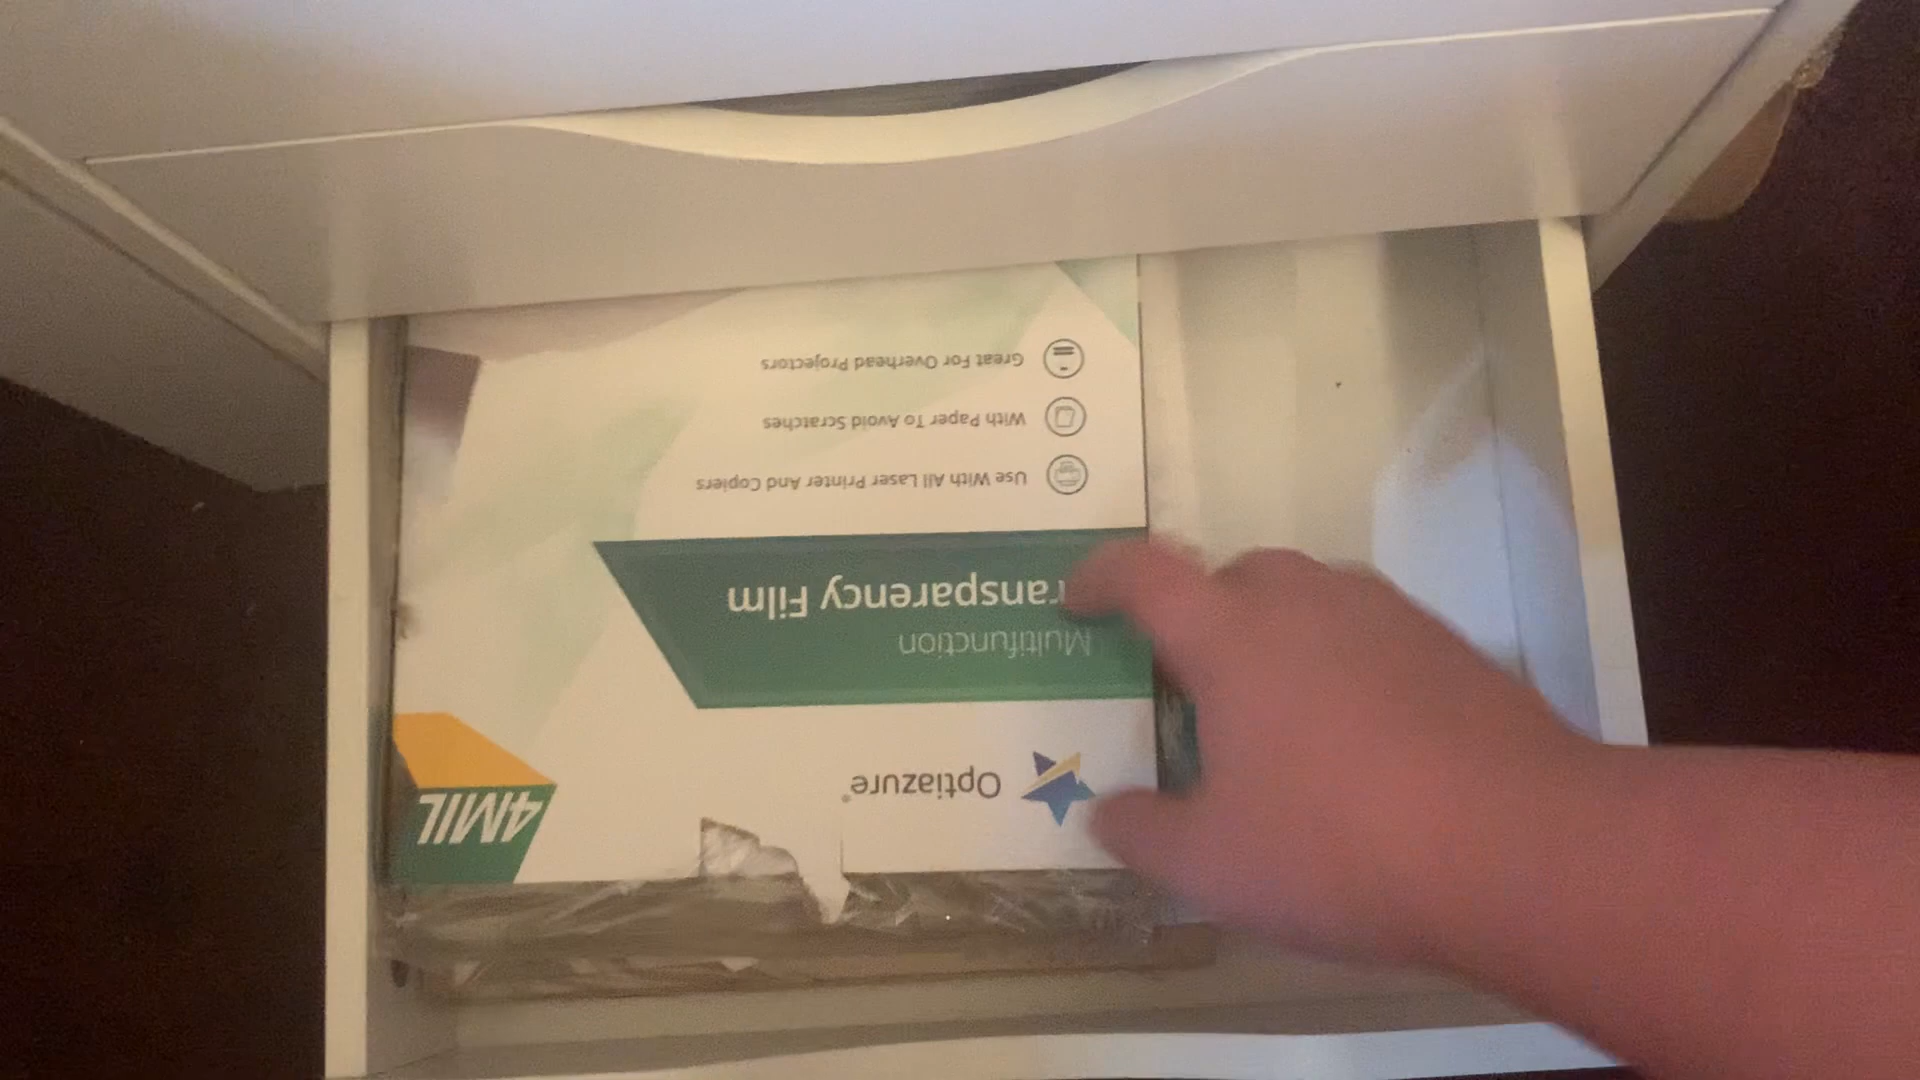 4MIL
Optiazure®
Multifunction
Transparency Film
Use With All Laser Printer And Copiers
With Paper To Avoid Scratches
Great For Overhead Projectors